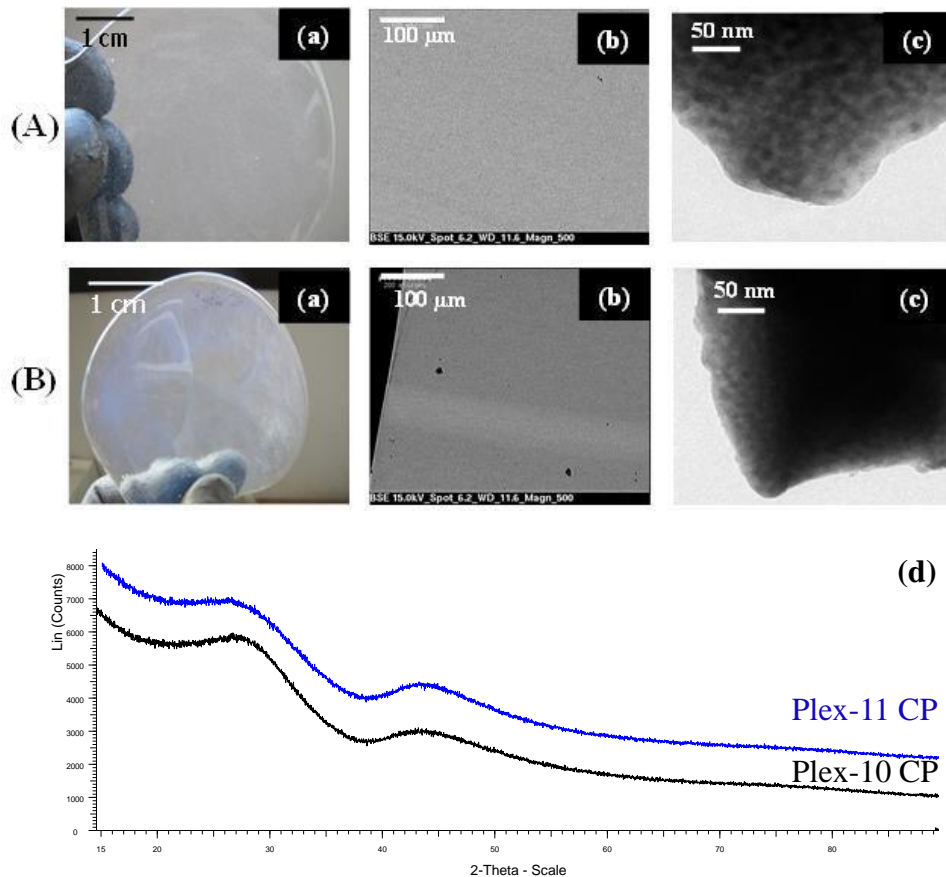 1 cm
(a)
100 μm
(b)
50 nm
(c)
(A)
BSE 15.0kV_Spot_6.2_WD_11.6_Magn_500
1 cm
(a)
100 μm
(b)
50 nm
(c)
(B)
BSE 15.0kV_Spot_6.2_WD_11.6_Magn_500
(d)
Lin (Counts)
8000
7000
6000
5000
4000
3000
2000
1000
0
Plex-11 CP
Plex-10 CP
15 20 30 40 50 60 70 80
2-Theta - Scale